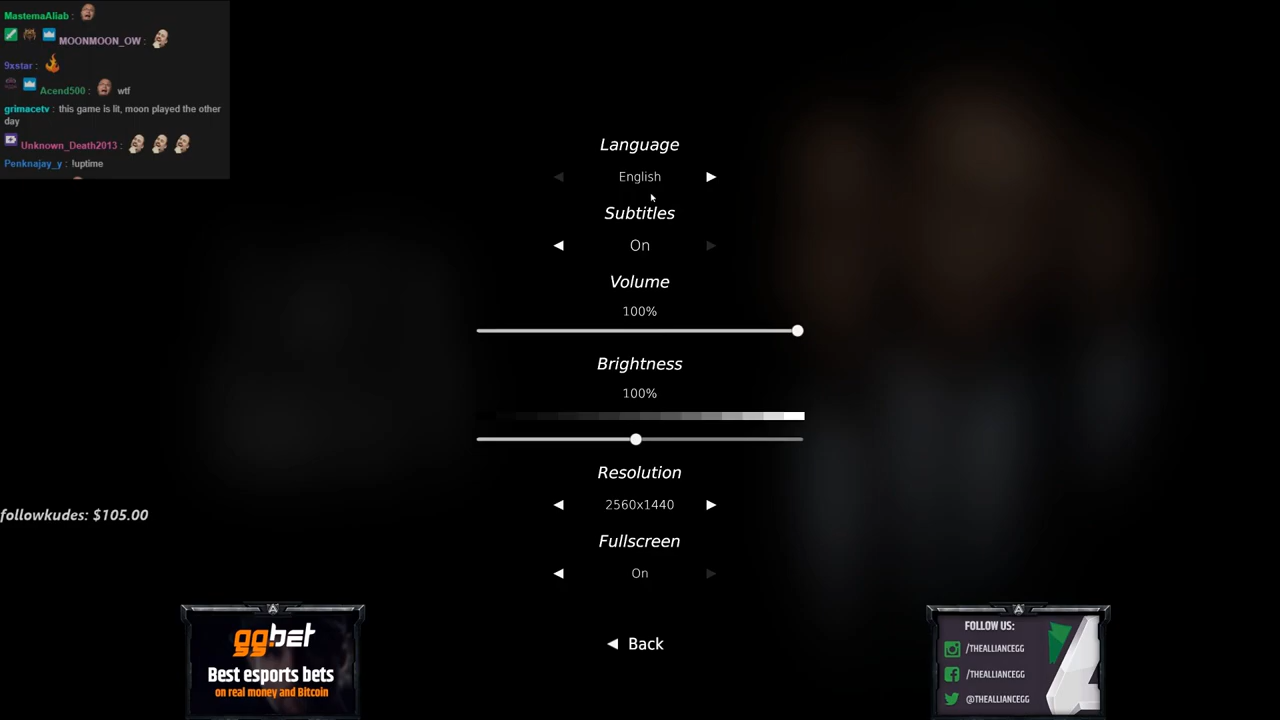 MastemaAliab :
MOONMOON_OW :
9xstar :
Acend500 : wtf
grimacetv : this game is lit, moon played the other
day
Unknown_Death2013 :
Penknajay_y : !uptime
Language
English
Subtitles
On
Volume
100%
Brightness
100%
Resolution
2560x1440
Fullscreen
On
Back
followkudes: $105.00
gg.bet
Best esports bets
on real money and Bitcoin
FOLLOW US:
/THEALLIANCEGG
/THEALLIANCEGG
@THEALLIANCEGG